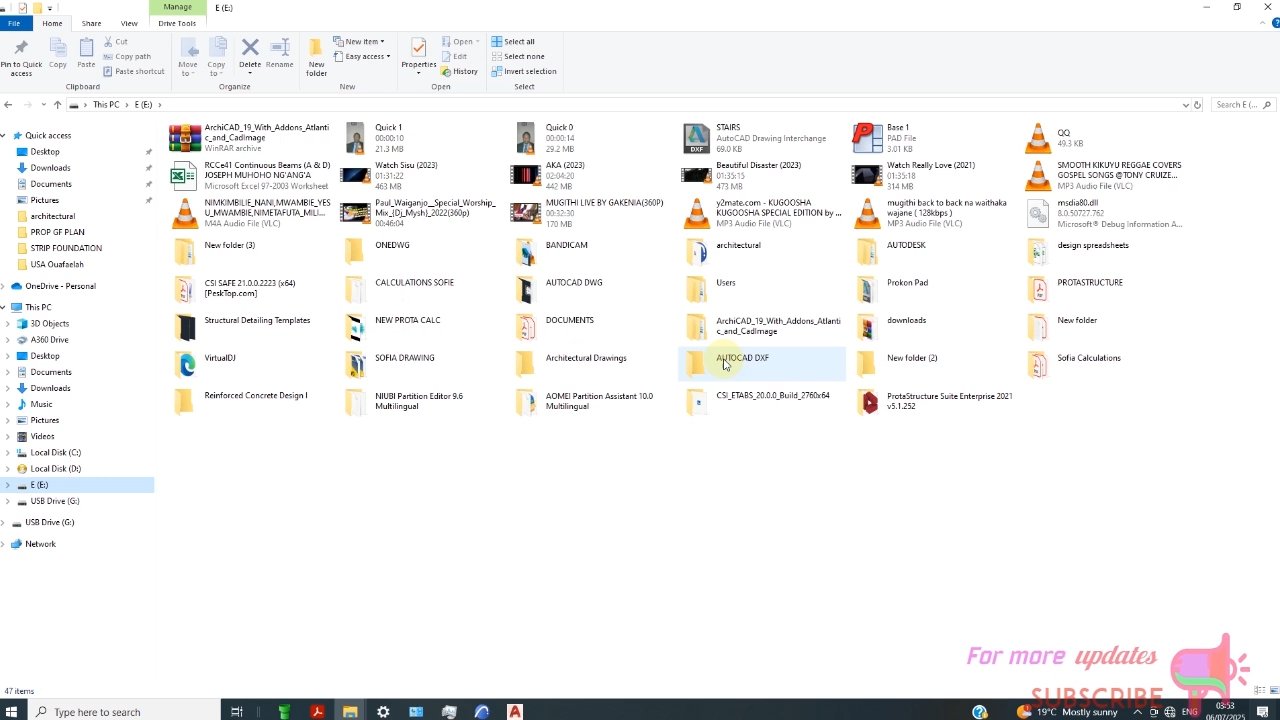 Manage
E (E:)
File
Home
Share
View
Drive Tools
Pin to Quick access
Copy
Paste
Cut
Copy path
Paste shortcut
Move to
Copy to
Delete
Rename
New folder
New item
Easy access
Properties
Open
Edit
History
Select all
Select none
Invert selection
Clipboard
Organize
New
Open
Select
This PC
E (E:)
Search E (...
Quick access
Desktop
Downloads
Documents
Pictures
architectural
PROP GF PLAN
STRIP FOUNDATION
USA Ouafaelah
OneDrive - Personal
This PC
3D Objects
A360 Drive
Desktop
Documents
Downloads
Music
Pictures
Videos
Local Disk (C:)
Local Disk (D:)
E (E:)
USB Drive (G:)
USB Drive (G:)
Network
ArchiCAD_19_With_Addons_Atlanti
c_and_CadImage
WinRAR archive
Quick 1
00:00:10
21.3 MB
Quick 0
00:00:14
29.2 MB
STAIRS
AutoCAD Drawing Interchange
69.0 KB
DXF
Base 1
PAD File
3.01 KB
QQ
49.3 KB
RCCe41 Continuous Beams (A & D)
JOSEPH MUHOHO NG'ANG'A
Microsoft Excel 97-2003 Worksheet
Watch Sisu (2023)
01:31:22
463 MB
AKA (2023)
02:04:20
442 MB
Beautiful Disaster (2023)
01:35:15
473 MB
Watch Really Love (2021)
01:35:18
314 MB
SMOOTH KIKUYU REGGAE COVERS
GOSPEL SONGS @TONY CRUIZE...
MP3 Audio File (VLC)
NIMKIMBILIE_NANI,MWAMBIE_YES
U_MWAMBIE,NIMETAFUTA_MILI...
M4A Audio File (VLC)
Paul_Waiganjo__Special_Worship_
Mix_{Dj_Mysh}_2022(360p)
00:46:04
MUGITHI LIVE BY GAKENIA(360P)
00:32:30
170 MB
y2mate.com - KUGOOSHA
KUGOOSHA SPECIAL EDITION by ...
MP3 Audio File (VLC)
mugithi back to back na waithaka
wajane ( 128kbps )
MP3 Audio File (VLC)
msdia80.dll
8.0.50727.762
Microsoft® Debug Information A...
New folder (3)
ONEDWG
BANDICAM
architectural
AUTODESK
design spreadsheets
CSI SAFE 21.0.0.2223 (x64)
[PeskTop.com]
CALCULATIONS SOFIE
AUTOCAD DWG
Users
Prokon Pad
PROTASTRUCTURE
Structural Detailing Templates
NEW PROTA CALC
DOCUMENTS
ArchiCAD_19_With_Addons_Atlanti
c_and_CadImage
downloads
New folder
VirtualDJ
SOFIA DRAWING
Architectural Drawings
AUTOCAD DXF
New folder (2)
Sofia Calculations
Reinforced Concrete Design I
NIUBI Partition Editor 9.6
Multilingual
AOMEI Partition Assistant 10.0
Multilingual
CSI_ETABS_20.0.0_Build_2760x64
ProtaStructure Suite Enterprise 2021
v5.1.252
For more updates
SUBSCRIBE
47 items
Type here to search
19°C Mostly sunny
ENG
03:53